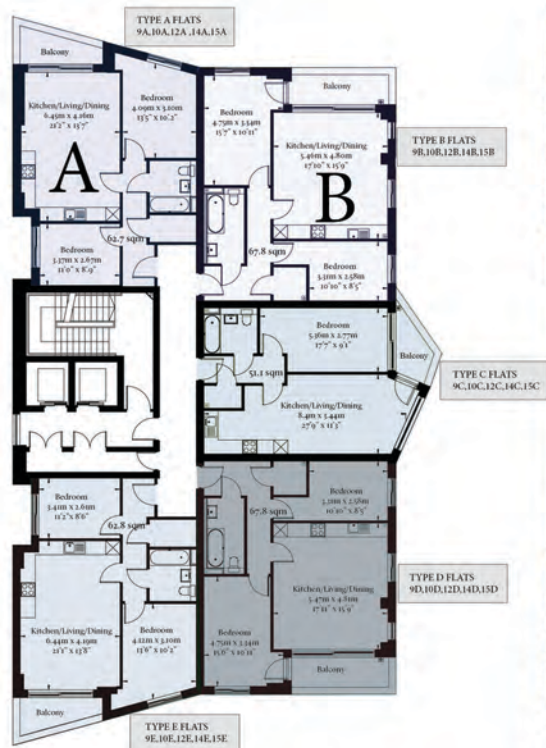 TYPE A FLATS
9A,10A,12A ,14A,15A
Balcony
Kitchen/Living/Dining
6.45m x 4.16m
21'2" x 13'7"
Bedroom
4.09m x 3.10m
13'5" x 10'.2"
A
62.7 sqm
Bedroom
3.37m x 2.67m
11'0" x 8'.9"
Balcony
Bedroom
4.75m x 3.34m
15'7" x 10'11"
Kitchen/Living/Dining
5.46m x 4.80m
17'10" x 15'9"
B
67.8 sqm
Bedroom
3.31m x 2.58m
10'10" x 8'5"
TYPE B FLATS
9B,10B,12B,14B,15B
Bedroom
5.36m x 2.77m
17'7" x 9'1"
Balcony
51.1 sqm
Kitchen/Living/Dining
8.4m x 3.44m
27'9" x 11'3"
TYPE C FLATS
9C,10C,12C,14C,15C
Bedroom
3.41m x 2.61m
11'2" x 8'6"
62.8 sqm
Kitchen/Living/Dining
6.44m x 4.19m
21'1" x 13'8"
Bedroom
4.12m x 3.10m
13'6" x 10'2"
Balcony
67.8 sqm
Bedroom
3.31m x 2.58m
10'10" x 8'5"
Kitchen/Living/Dining
5.47m x 4.81m
17'11" x 15'9"
Bedroom
4.75m x 3.34m
15'6" x 10'11"
Balcony
TYPE D FLATS
9D,10D,12D,14D,15D
TYPE E FLATS
9E,10E,12E,14E,15E